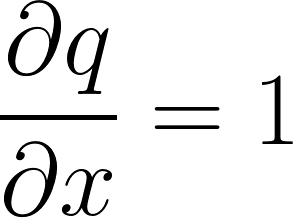 ∂q/∂x = 1